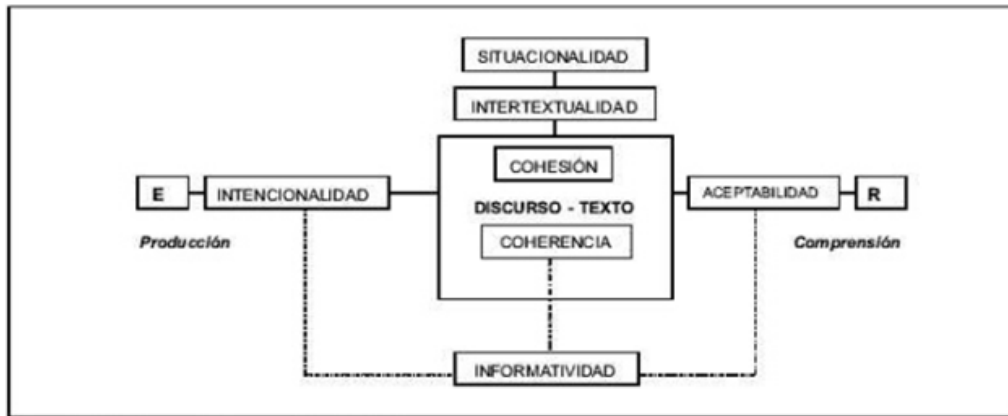 SITUACIONALIDAD
INTERTEXTUALIDAD
COHESIÓN
E
INTENCIONALIDAD
DISCURSO - TEXTO
ACEPTABILIDAD
R
Producción
COHERENCIA
Comprensión
INFORMATIVIDAD